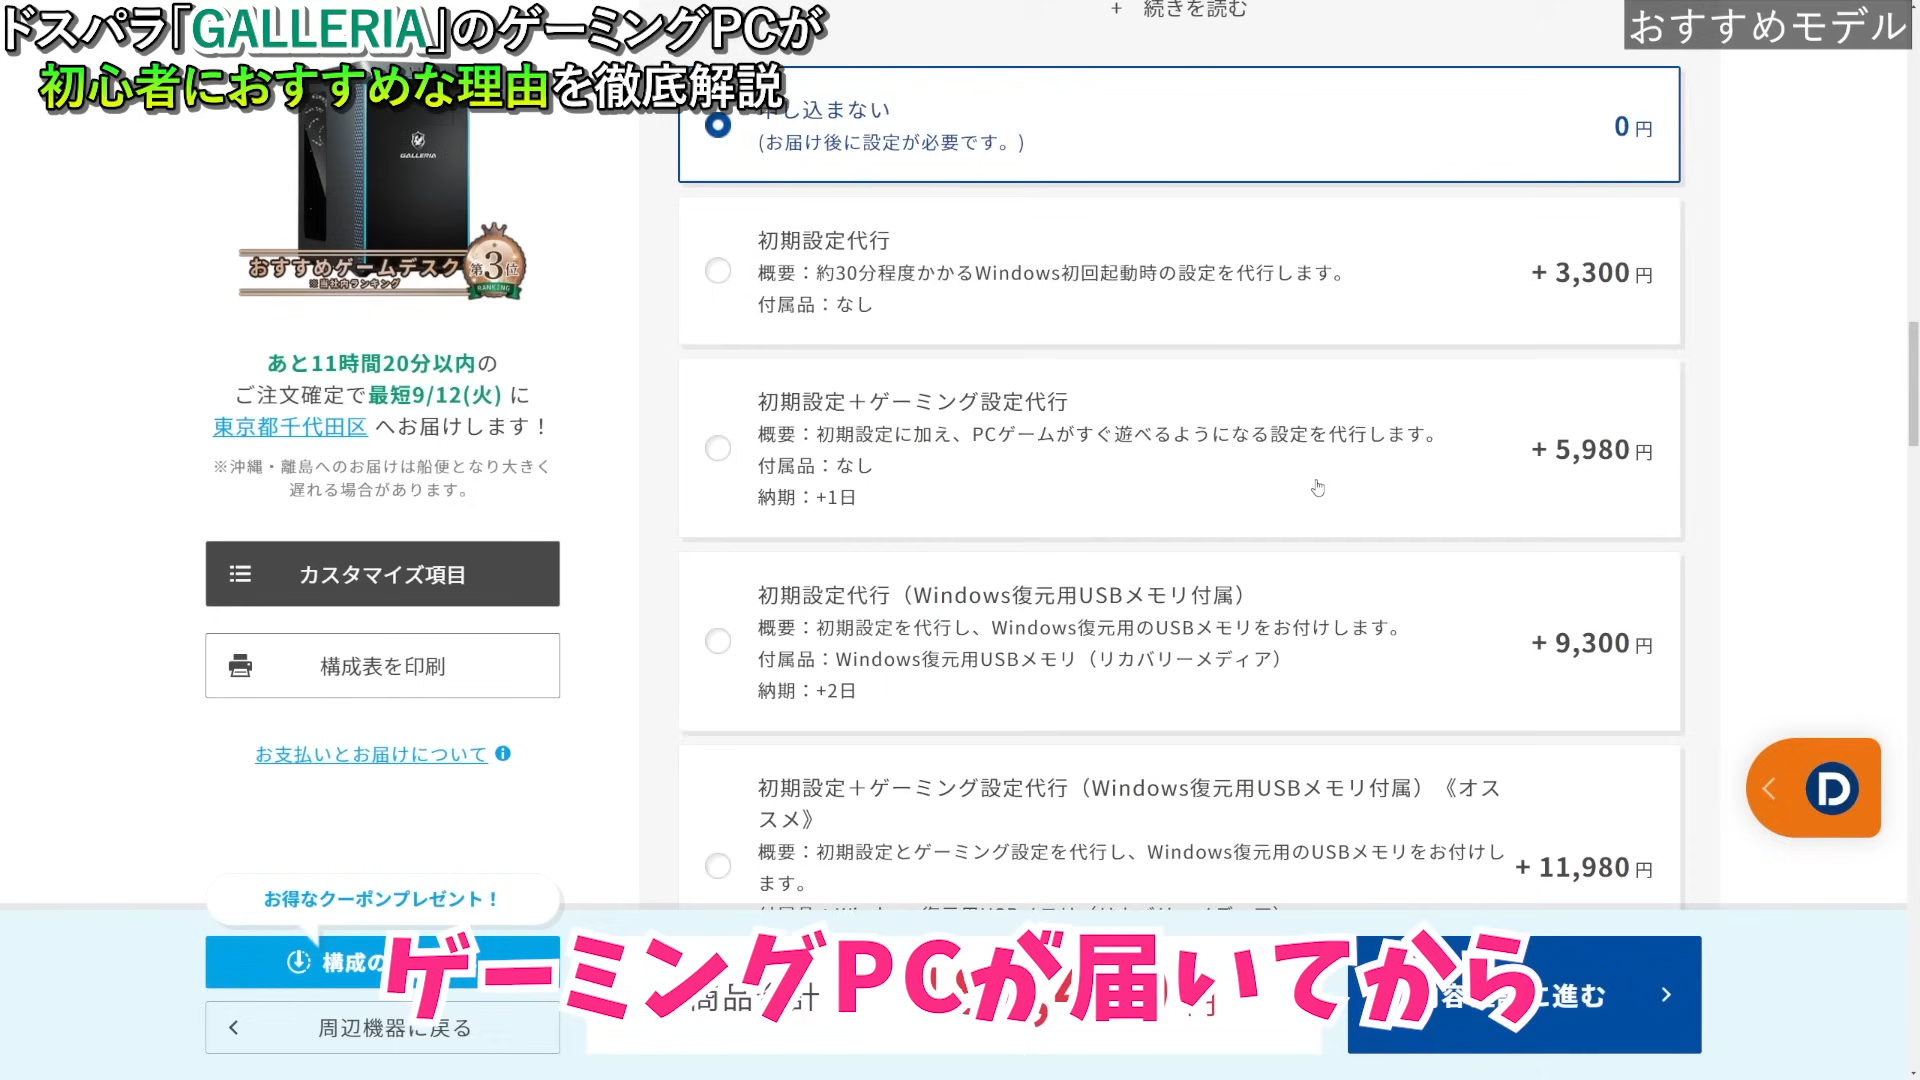 ドスパラ「GALLERIA」のゲーミングPCが
初心者におすすめな理由を徹底解説
おすすめモデル
+ 続きを読む
GALLERIA
おすすめゲームデスク
※当社内ランキング
第3位
RANKING
あと11時間20分以内の
ご注文確定で最短9/12(火) に
東京都千代田区 へお届けします！
※沖縄・離島へのお届けは船便となり大きく
遅れる場合があります。
カスタマイズ項目
構成表を印刷
お支払いとお届けについて
お得なクーポンプレゼント！
構成の
周辺機器に戻る
し込まない
(お届け後に設定が必要です。)
0 円
初期設定代行
概要：約30分程度かかるWindows初回起動時の設定を代行します。
付属品：なし
+ 3,300 円
初期設定＋ゲーミング設定代行
概要：初期設定に加え、PCゲームがすぐ遊べるようになる設定を代行します。
付属品：なし
納期：+1日
+ 5,980 円
初期設定代行（Windows復元用USBメモリ付属）
概要：初期設定を代行し、Windows復元用のUSBメモリをお付けします。
付属品：Windows復元用USBメモリ（リカバリーメディア）
納期：+2日
+ 9,300 円
初期設定＋ゲーミング設定代行（Windows復元用USBメモリ付属）《オス
スメ》
概要：初期設定とゲーミング設定を代行し、Windows復元用のUSBメモリをお付けし
ます。
+ 11,980 円
D
商品合計
に進む
ゲーミングPCが届いてから